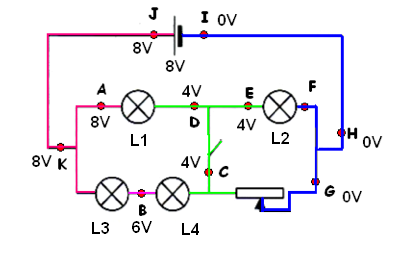 J I 0V
8V
8V
A 4V E F
8V D 4V
L1 L2
H 0V
8V K
4V C
G 0V
B
L3 6V L4